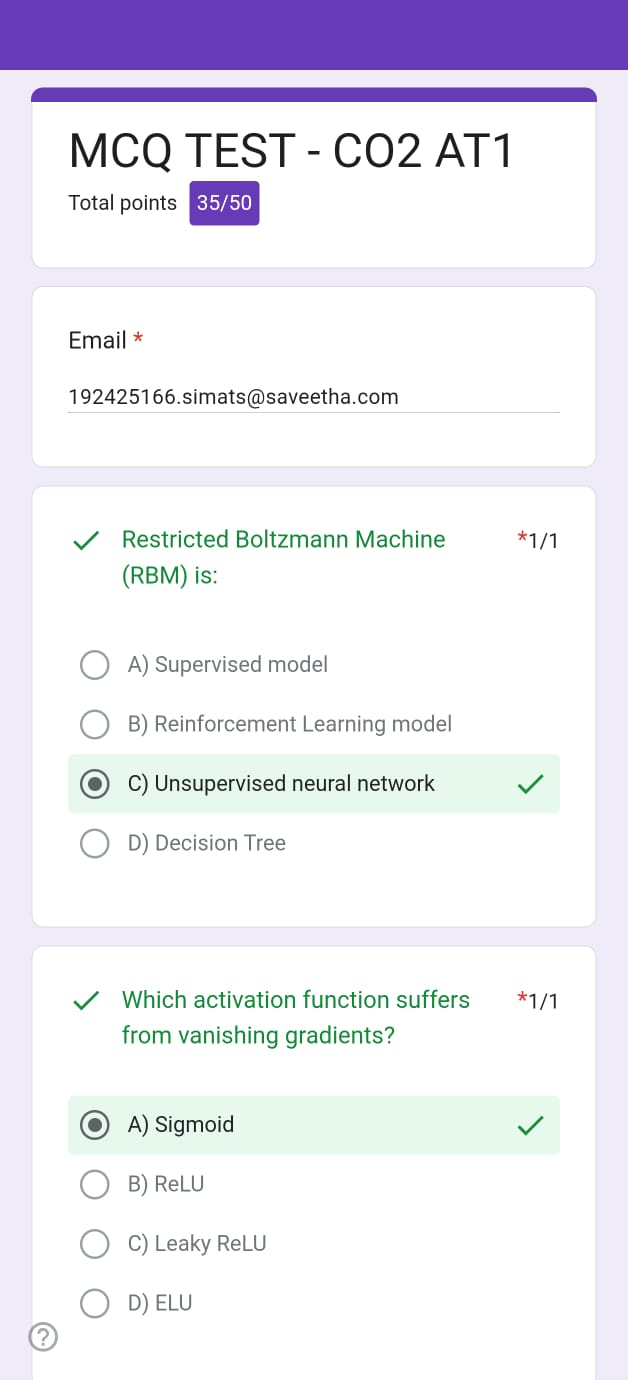 MCQ TEST - CO2 AT1
Total points 35/50
Email *
192425166.simats@saveetha.com
Restricted Boltzmann Machine *1/1
(RBM) is:
A) Supervised model
B) Reinforcement Learning model
C) Unsupervised neural network
D) Decision Tree
Which activation function suffers *1/1
from vanishing gradients?
A) Sigmoid
B) ReLU
C) Leaky ReLU
D) ELU
?